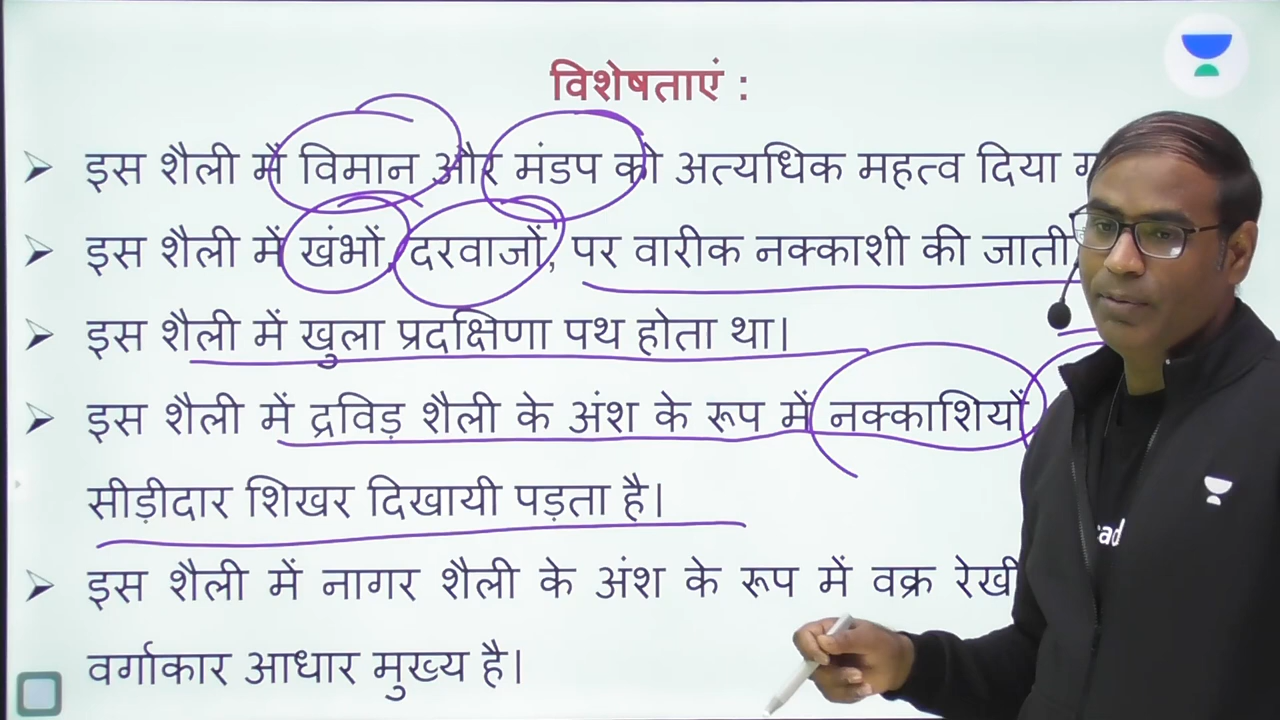 विशेषताएं :
इस शैली में विमान और मंडप को अत्यधिक महत्व दिया
इस शैली में खंभों, दरवाजों, पर वारीक नक्काशी की जाती
इस शैली में खुला प्रदक्षिणा पथ होता था।
इस शैली में द्रविड़ शैली के अंश के रूप में नक्काशियों
सीड़ीदार शिखर दिखायी पड़ता है।
इस शैली में नागर शैली के अंश के रूप में वक्र
वर्गाकार आधार मुख्य है।